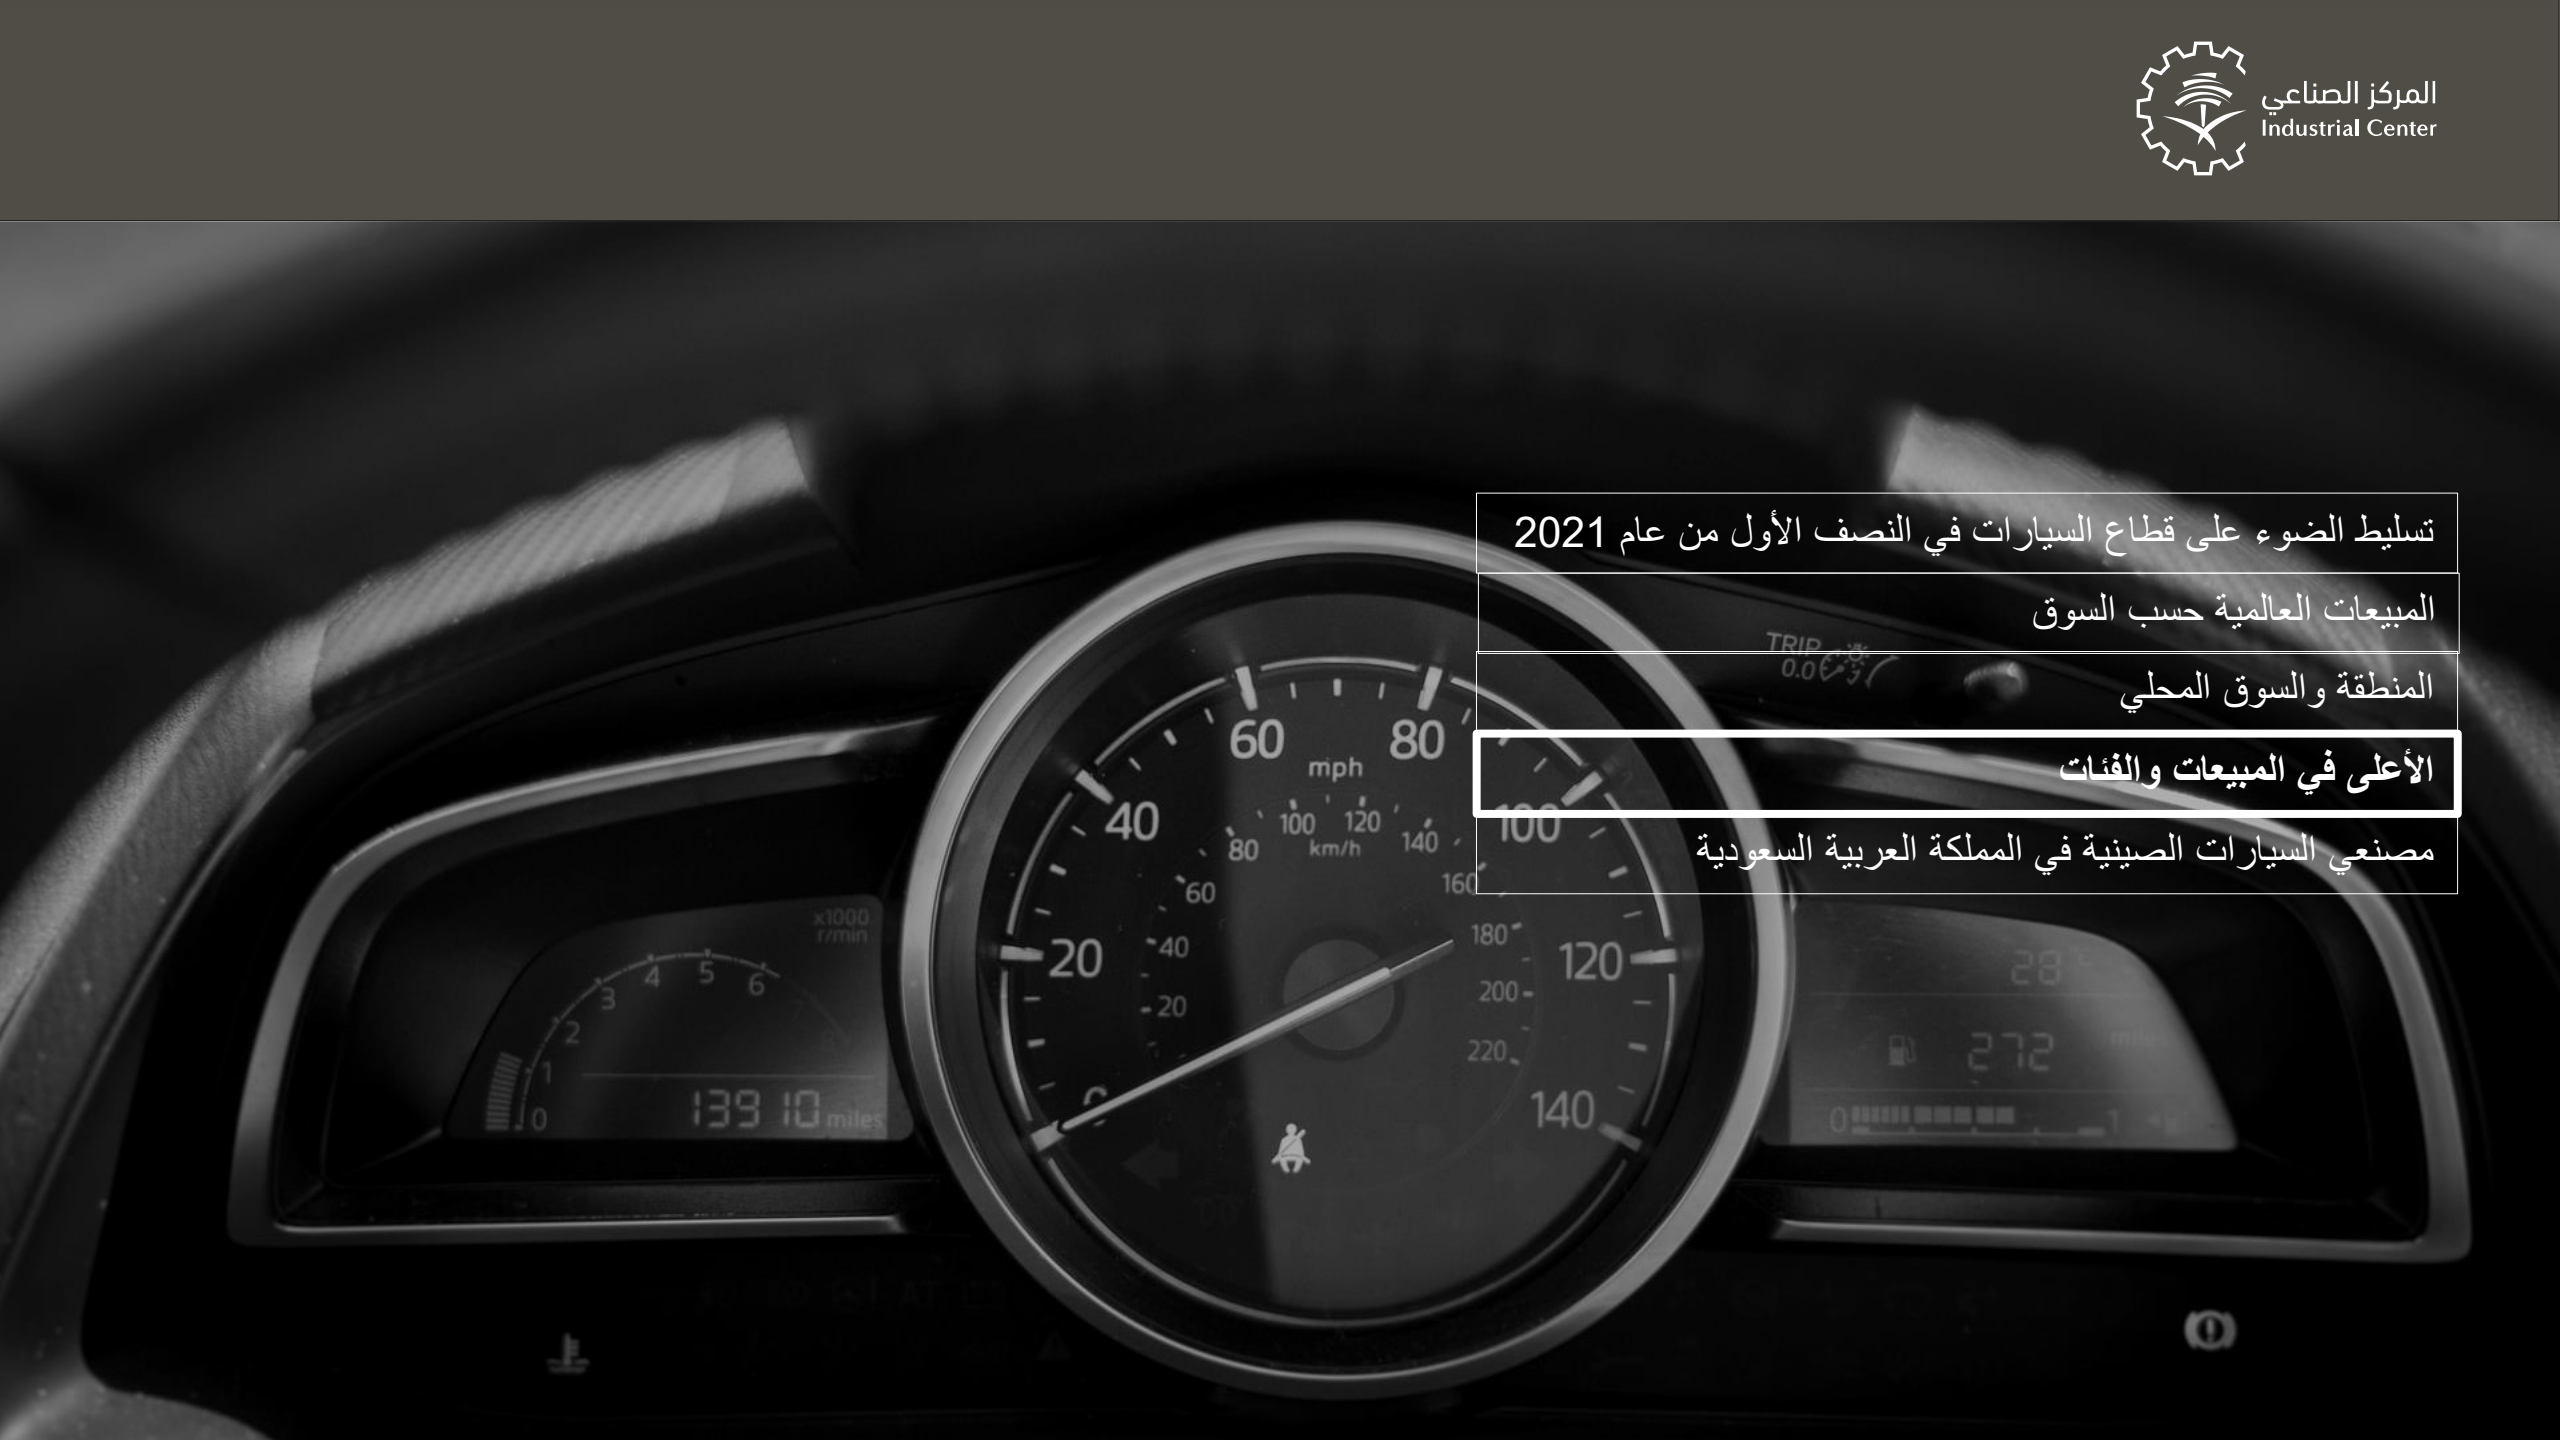 المركز الصناعي
Industrial Center
تسليط الضوء على قطاع السيارات في النصف الأول من عام 2021
المبيعات العالمية حسب السوق
المنطقة والسوق المحلي
الأعلى في المبيعات والفئات
مصنعي السيارات الصينية في المملكة العربية السعودية
TRIP
0.0
60 80
mph
40 100
100 120
80 140
km/h
60 160
x1000
r/min
20 40 180 120
4 5 6
3
20 200
2
220
1
0
13910 miles
140
28
272 miles
0 1